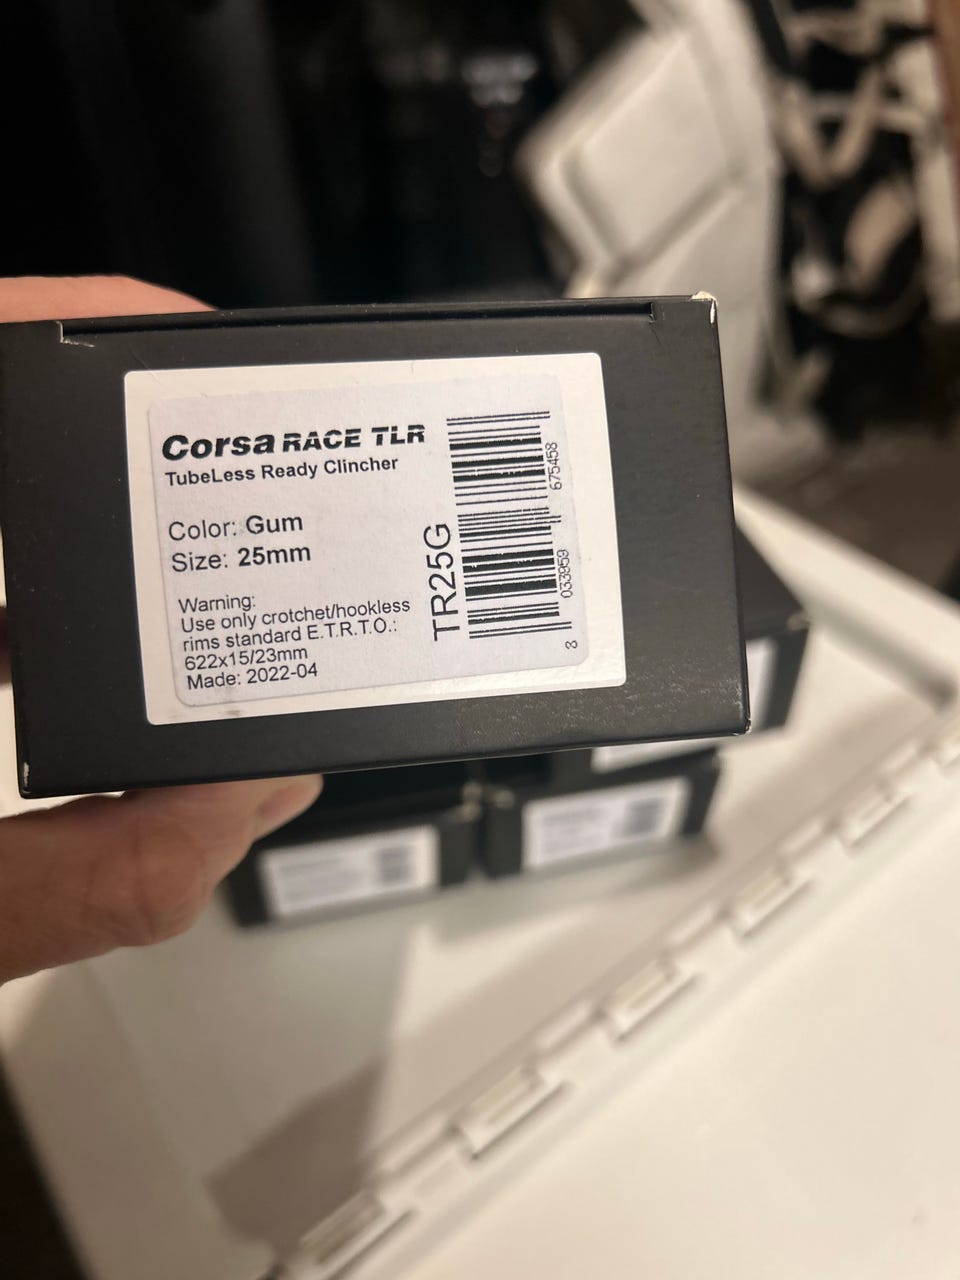 Corsa RACE TLR
TubeLess Ready Clincher
Color: Gum
Size: 25mm
Warning:
Use only crotchet/hookless
rims standard E.T.R.T.O.:
622x15/23mm
Made: 2022-04
TR25G
8 033959 675458